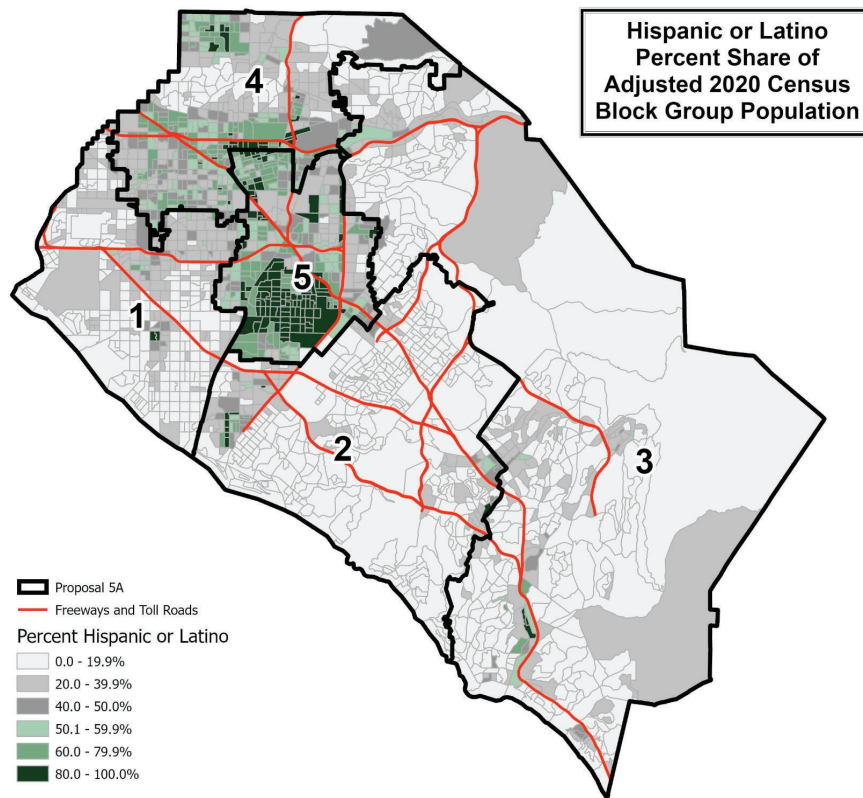 Hispanic or Latino
Percent Share of
Adjusted 2020 Census
Block Group Population
4
5
1
2
3
Proposal 5A
Freeways and Toll Roads
Percent Hispanic or Latino
0.0 - 19.9%
20.0 - 39.9%
40.0 - 50.0%
50.1 - 59.9%
60.0 - 79.9%
80.0 - 100.0%